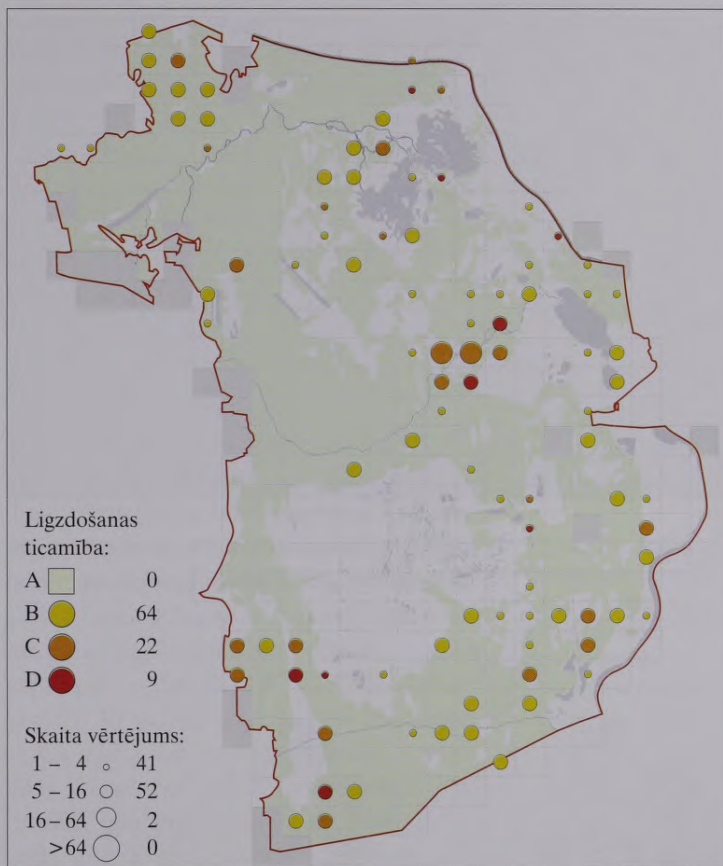 Ligzdošanas
ticamība:
A 0
B 64
C 22
D 9
Skaita vērtējums:
1 – 4 41
5 – 16 52
16 – 64 2
>64 0